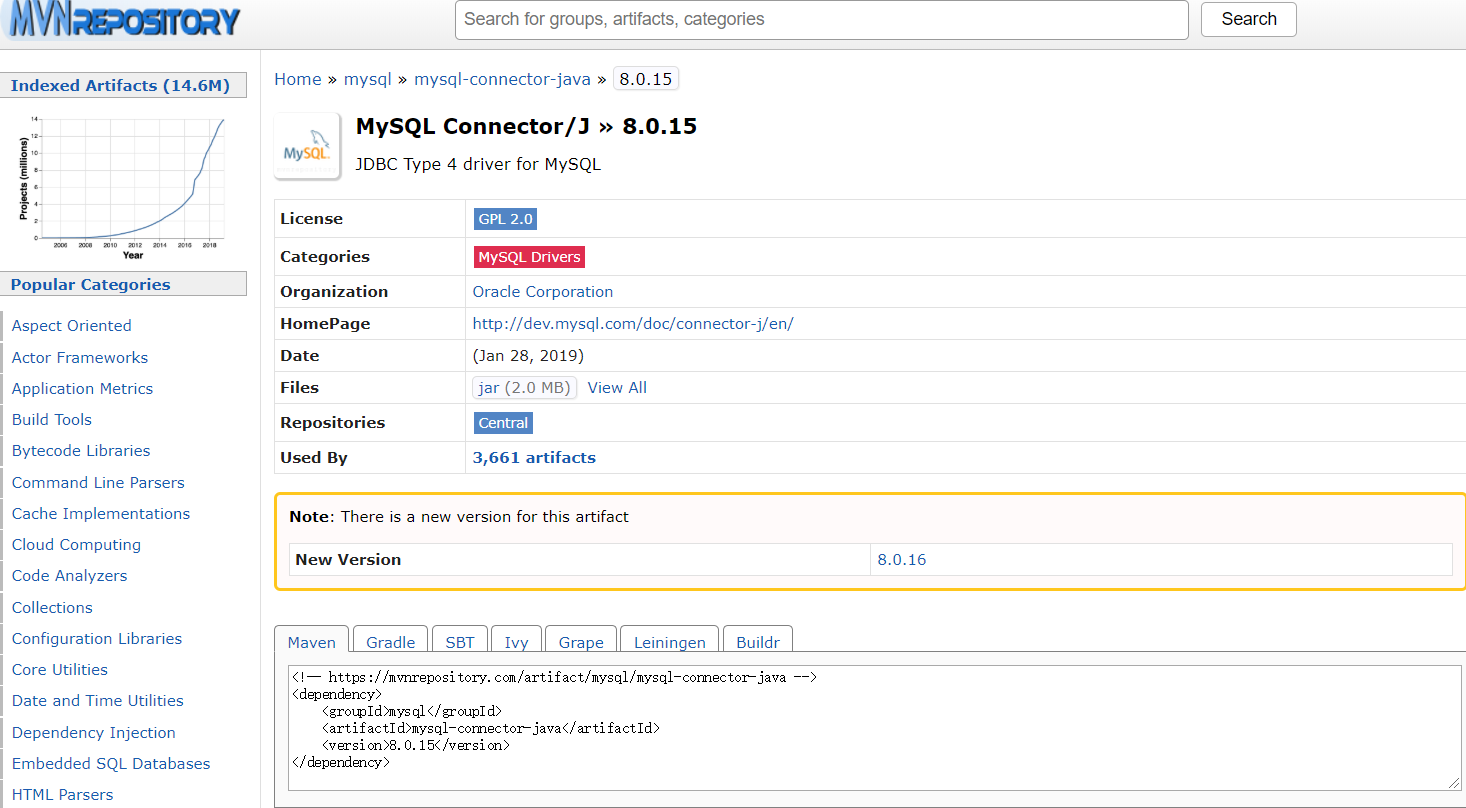 MVNREPOSITORY
Search for groups, artifacts, categories
Search
Indexed Artifacts (14.6M)
Projects (millions)
14
12
10
8
6
4
2
0
2006 2008 2010 2012 2014 2016 2018
Year
Popular Categories
Aspect Oriented
Actor Frameworks
Application Metrics
Build Tools
Bytecode Libraries
Command Line Parsers
Cache Implementations
Cloud Computing
Code Analyzers
Collections
Configuration Libraries
Core Utilities
Date and Time Utilities
Dependency Injection
Embedded SQL Databases
HTML Parsers
Home » mysql » mysql-connector-java » 8.0.15
MySQL.
MySQL Connector/J » 8.0.15
JDBC Type 4 driver for MySQL
License GPL 2.0
Categories MySQL Drivers
Organization Oracle Corporation
HomePage http://dev.mysql.com/doc/connector-j/en/
Date (Jan 28, 2019)
Files jar (2.0 MB) View All
Repositories Central
Used By 3,661 artifacts
Note: There is a new version for this artifact
New Version 8.0.16
Maven Gradle SBT Ivy Grape Leiningen Buildr
<!-- https://mvnrepository.com/artifact/mysql/mysql-connector-java -->
<dependency>
    <groupId>mysql</groupId>
    <artifactId>mysql-connector-java</artifactId>
    <version>8.0.15</version>
</dependency>